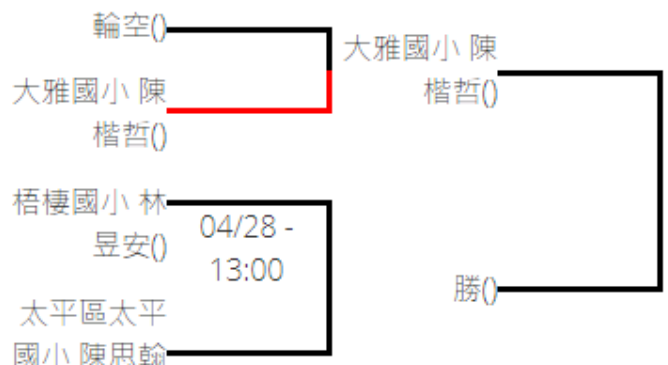 輪空()
大雅國小 陳
楷哲()
大雅國小 陳
楷哲()
梧棲國小 林
昱安()
04/28 -
13:00
勝()
太平區太平
國小 陳思翰